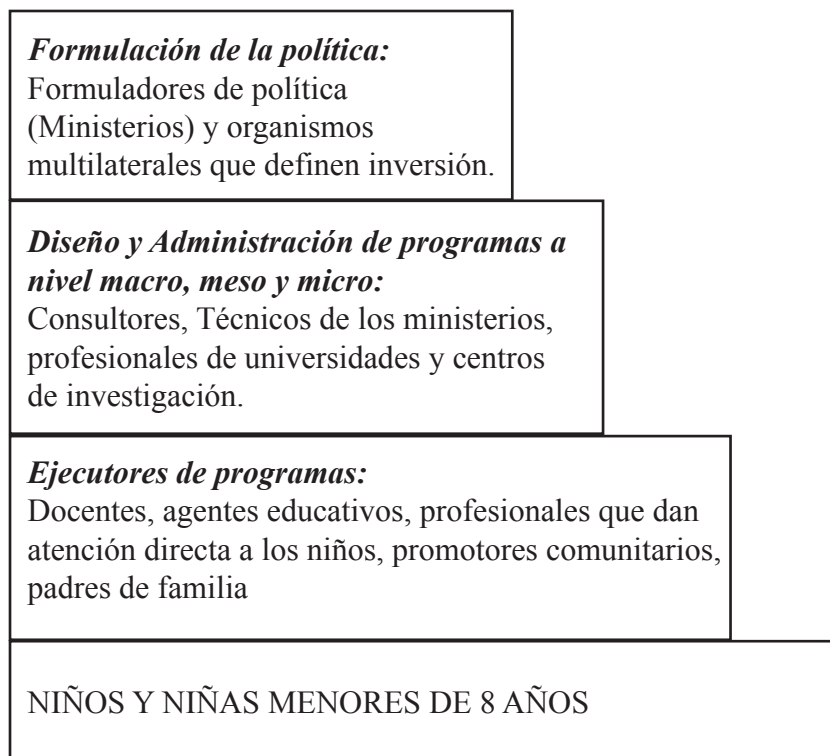 Formulación de la política:
Formuladores de política
(Ministerios) y organismos
multilaterales que definen inversión.
Diseño y Administración de programas a
nivel macro, meso y micro:
Consultores, Técnicos de los ministerios,
profesionales de universidades y centros
de investigación.
Ejecutores de programas:
Docentes, agentes educativos, profesionales que dan
atención directa a los niños, promotores comunitarios,
padres de familia
NIÑOS Y NIÑAS MENORES DE 8 AÑOS